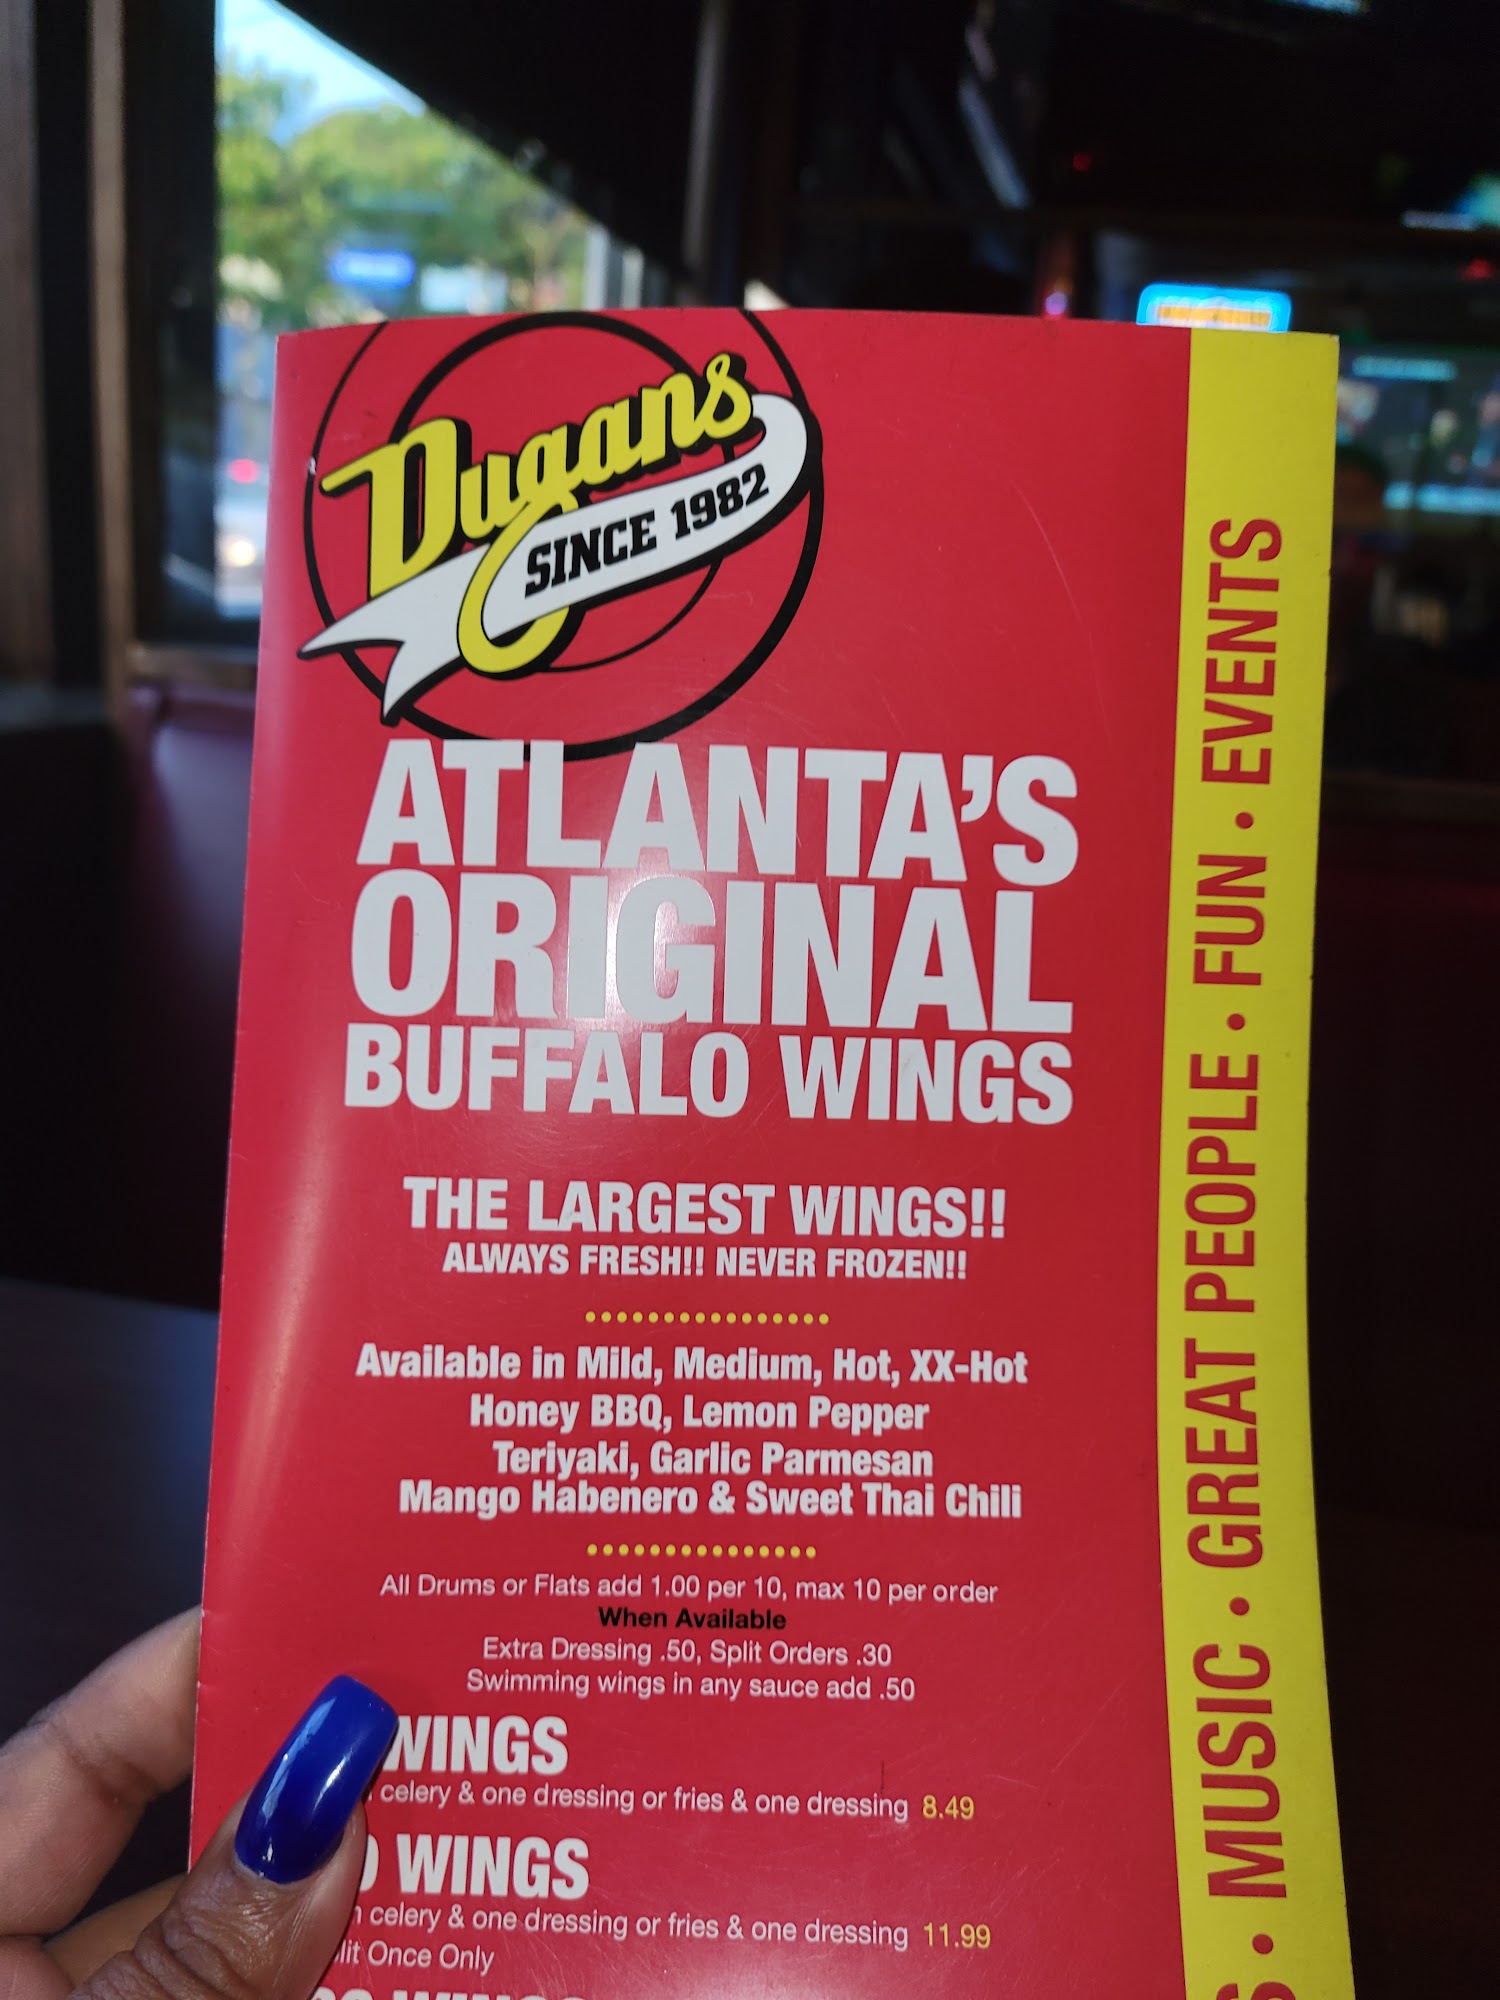 Dugans
SINCE 1982
ATLANTA'S
ORIGINAL
BUFFALO WINGS
THE LARGEST WINGS!!
ALWAYS FRESH!! NEVER FROZEN!!
Available in Mild, Medium, Hot, XX-Hot
Honey BBQ, Lemon Pepper
Teriyaki, Garlic Parmesan
Mango Habenero & Sweet Thai Chili
All Drums or Flats add 1.00 per 10, max 10 per order
When Available
Extra Dressing .50, Split Orders .30
Swimming wings in any sauce add .50
WINGS
celery & one dressing or fries & one dressing 8.49
WINGS
celery & one dressing or fries & one dressing 11.99
Once Only
WINGS
• MUSIC • GREAT PEOPLE • FUN • EVENTS